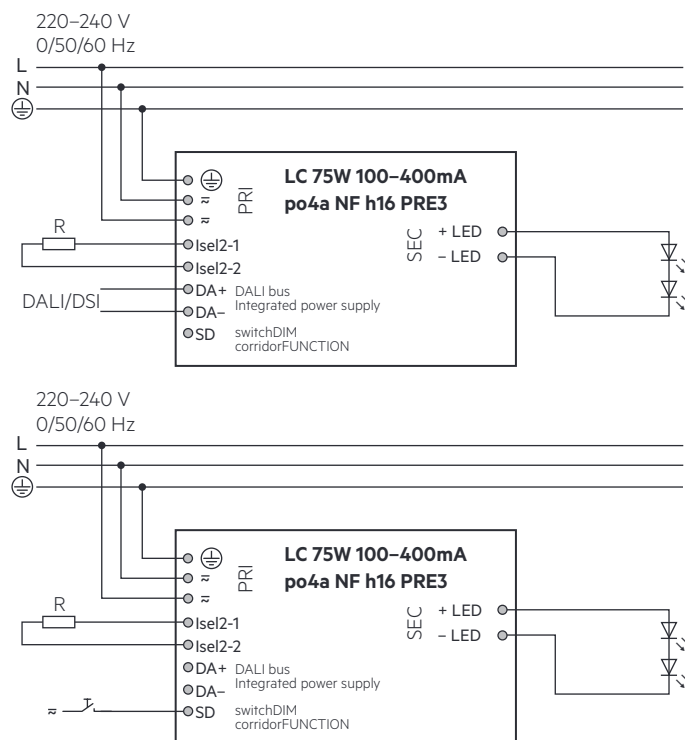 220–240 V
0/50/60 Hz
L
N
PRI
LC 75W 100–400mA
po4a NF h16 PRE3
≂
≂
R
Isel2-1
Isel2-2
SEC
+ LED
– LED
DALI/DSI
DA+ DALI bus
Integrated power supply
DA–
SD switchDIM
corridorFUNCTION
220–240 V
0/50/60 Hz
L
N
PRI
LC 75W 100–400mA
po4a NF h16 PRE3
≂
≂
R
Isel2-1
Isel2-2
SEC
+ LED
– LED
DA+ DALI bus
Integrated power supply
DA–
≂
SD switchDIM
corridorFUNCTION